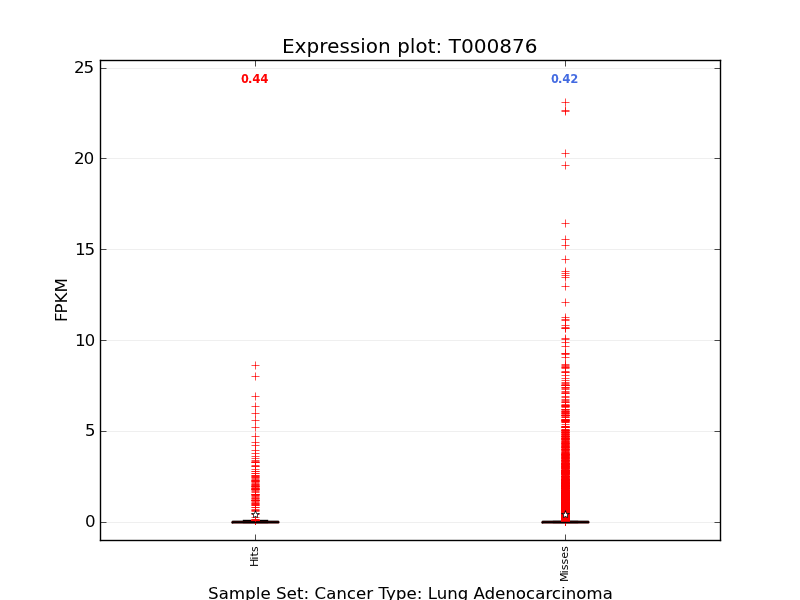 Expression plot: T000876
25
0.44
0.42
20
15
FPKM
10
5
0
Hits
Misses
Sample Set: Cancer Type: Lung Adenocarcinoma